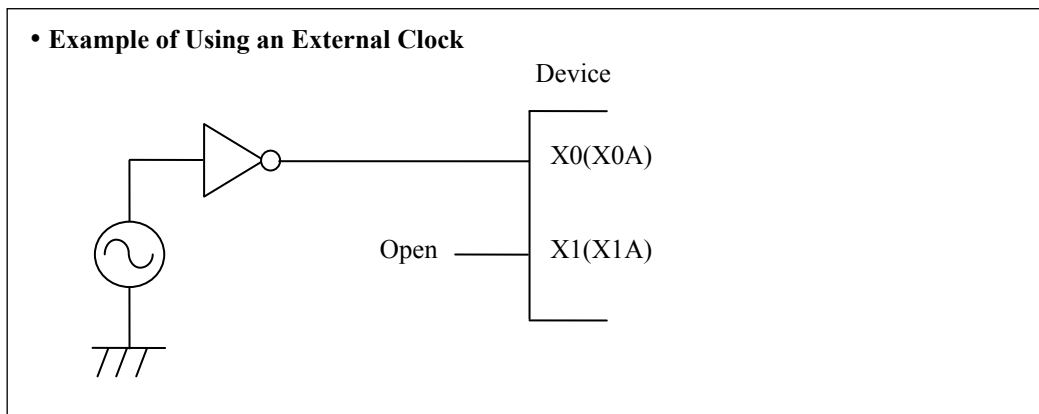 • Example of Using an External Clock
Device
X0(X0A)
Open
X1(X1A)